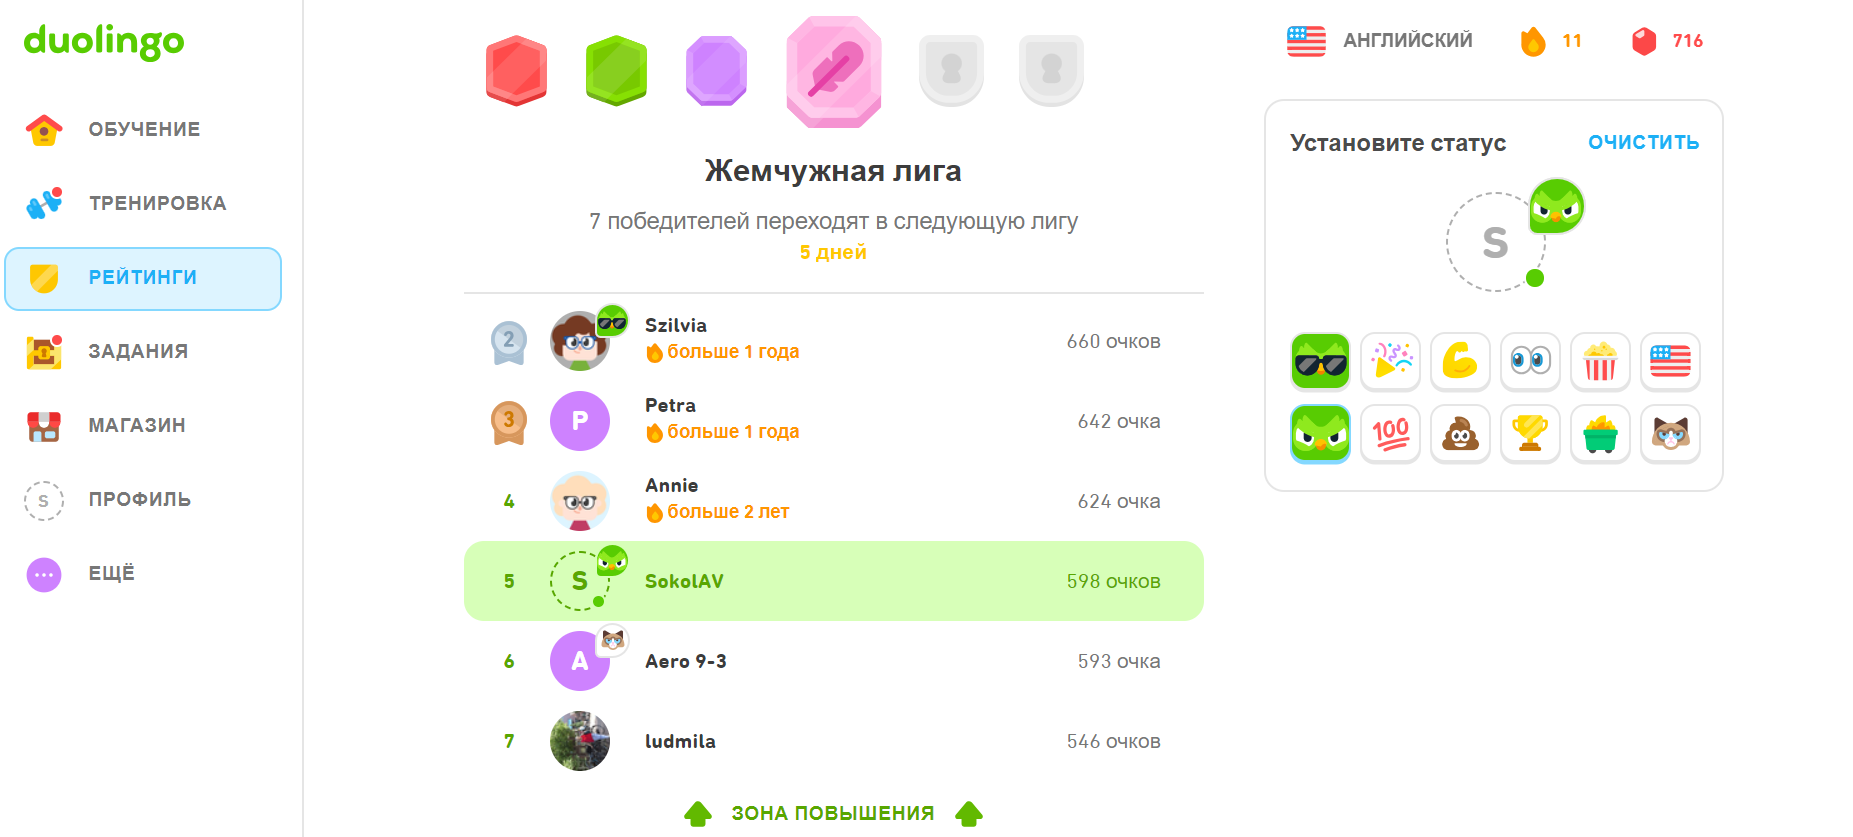 duolingo
ОБУЧЕНИЕ
ТРЕНИРОВКА
РЕЙТИНГИ
ЗАДАНИЯ
МАГАЗИН
S ПРОФИЛЬ
ЕЩЁ
Жемчужная лига
7 победителей переходят в следующую лигу
5 дней
2 Szilvia 660 очков
больше 1 года
3 P Petra 642 очка
больше 1 года
4 Annie 624 очка
больше 2 лет
5 S SokolAV 598 очков
6 A Aero 9-3 593 очка
7 ludmila 546 очков
ЗОНА ПОВЫШЕНИЯ
АНГЛИЙСКИЙ 11 716
Установите статус ОЧИСТИТЬ
S
100